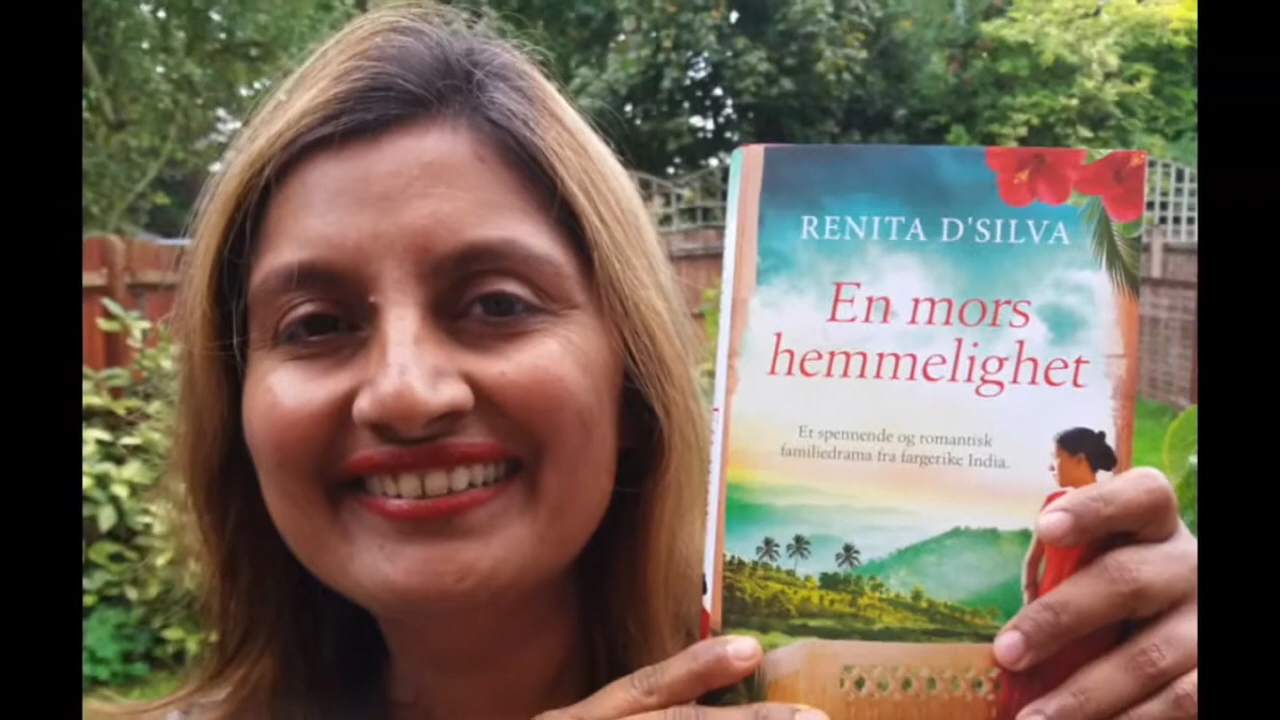 RENITA D'SILVA
En mors
hemmelighet
Et spennende og romantisk
familiedrama fra fargerike India.